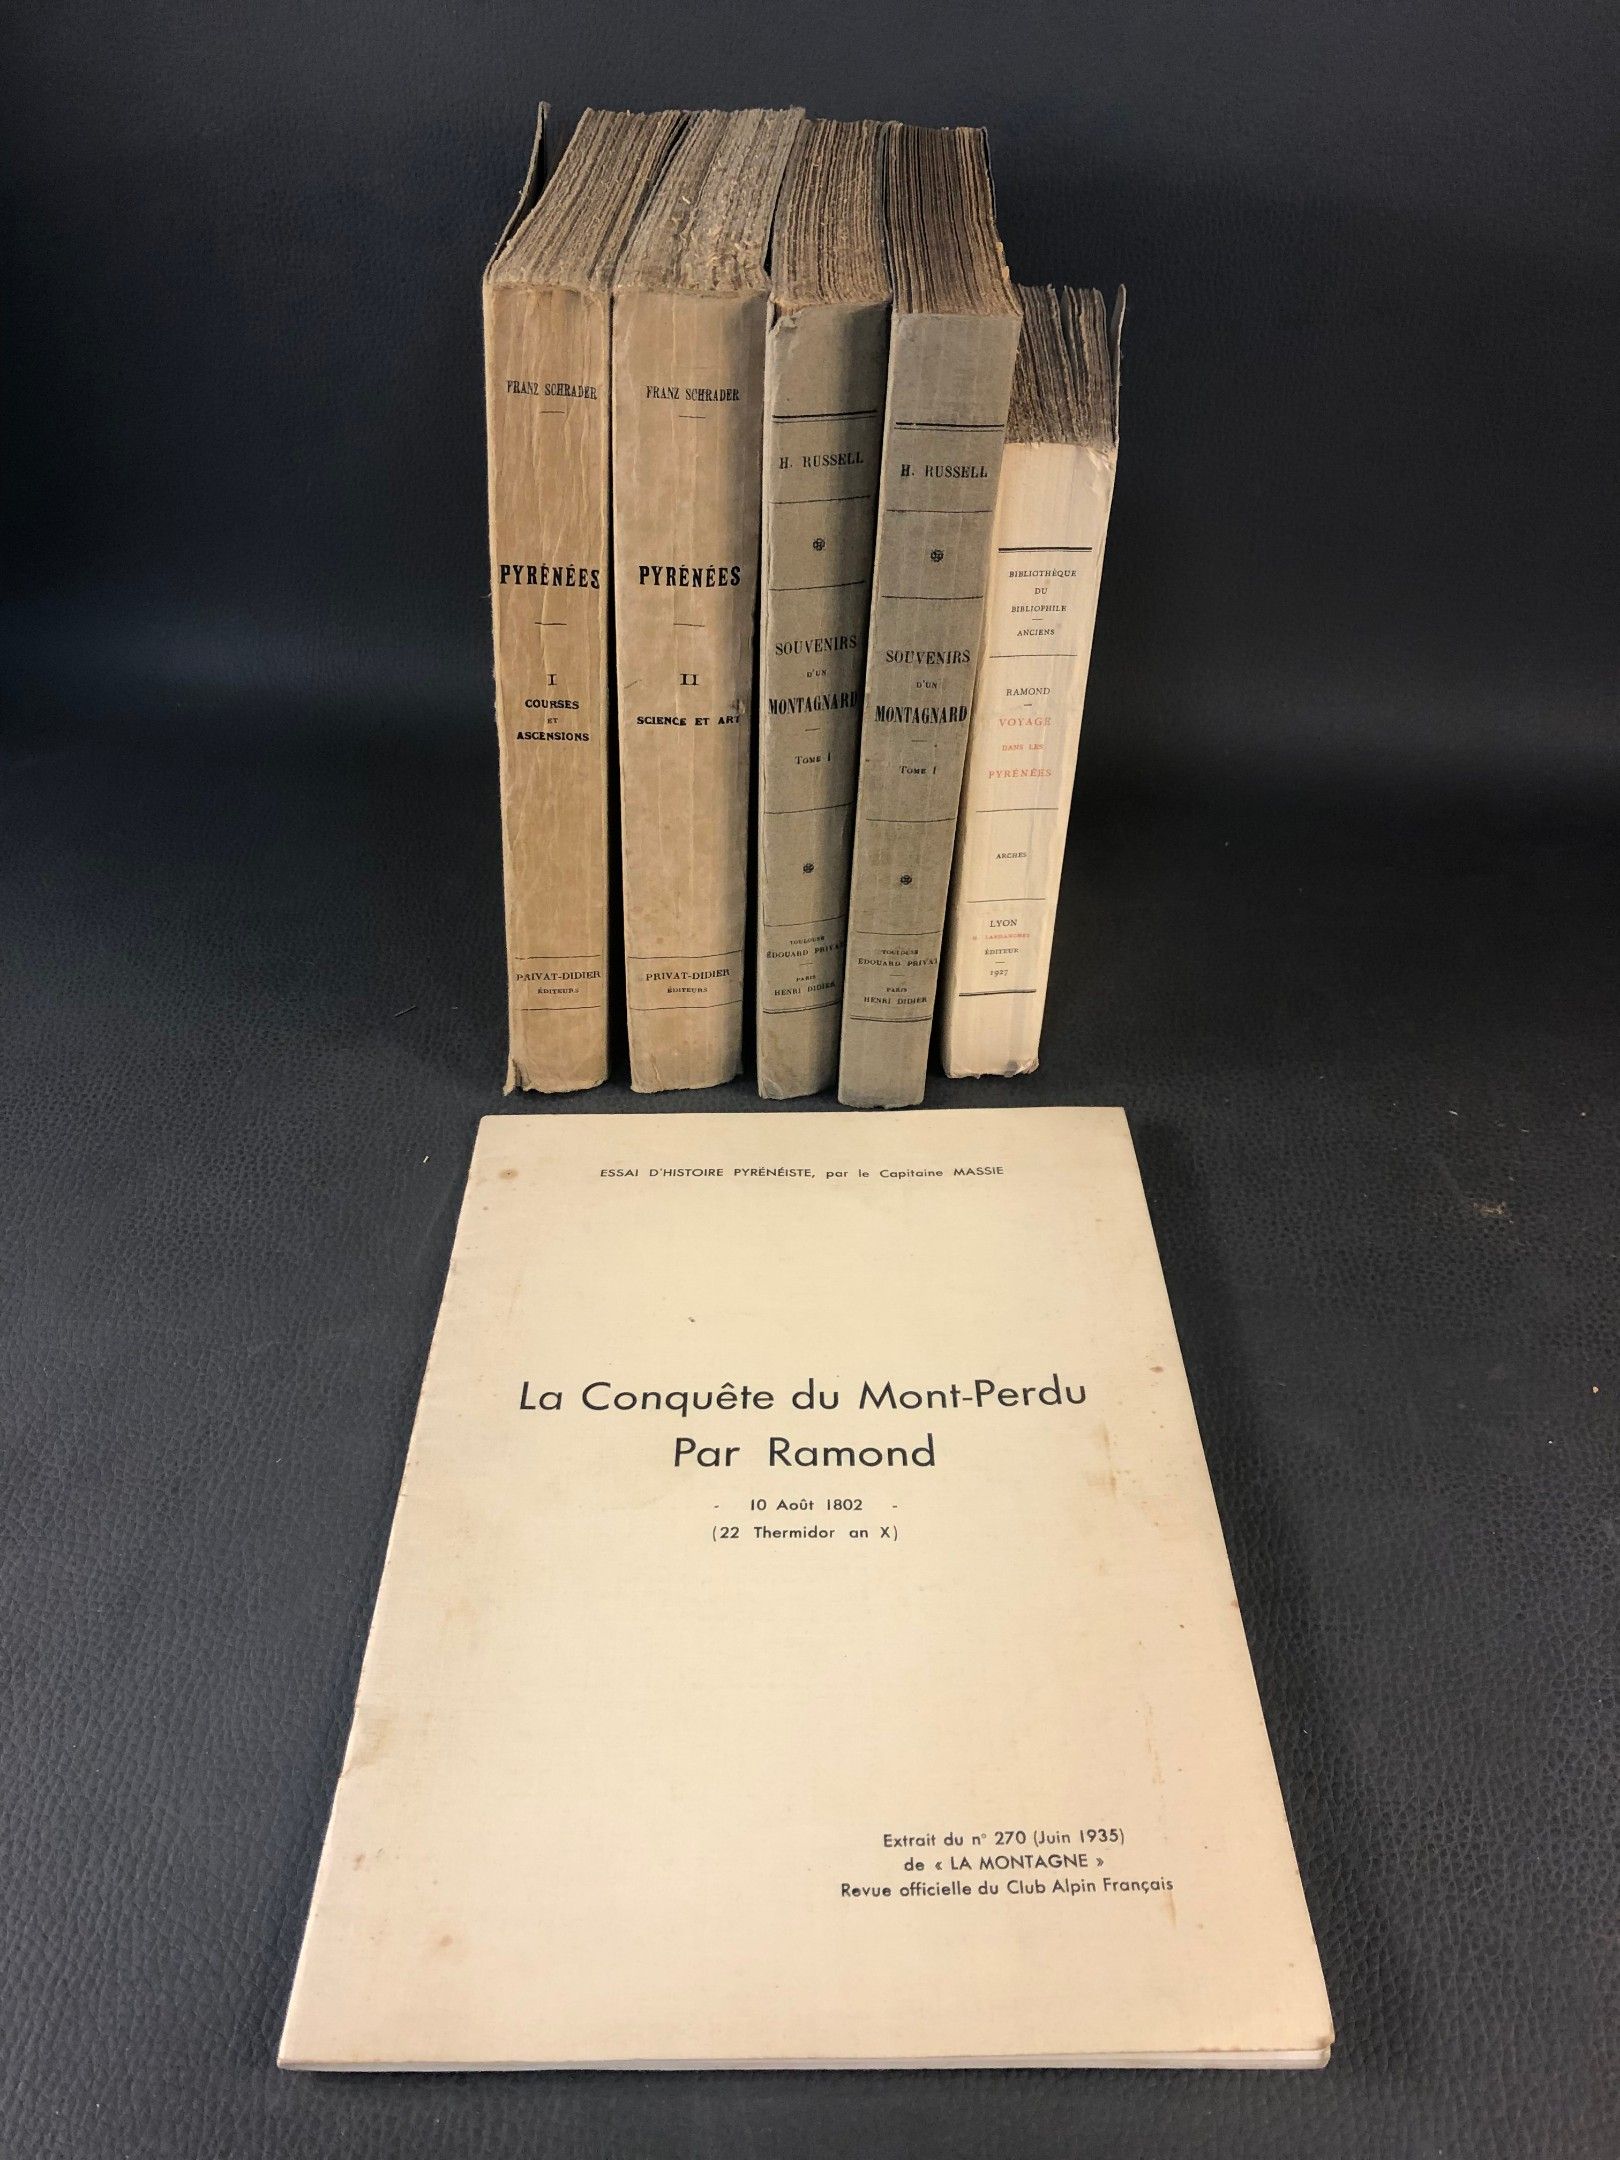 FRANZ SCHRADER
PYRÉNÉES
I
COURSES
ET
ASCENSIONS
PRIVAT-DIDIER
ÉDITEURS
FRANZ SCHRADER
PYRÉNÉES
II
SCIENCE ET ART
PRIVAT-DIDIER
ÉDITEURS
H. RUSSELL
SOUVENIRS
D'UN
MONTAGNARD
TOME I
TOULOUSE
ÉDOUARD PRIVAT
PARIS
HENRI DIDIER
H. RUSSELL
SOUVENIRS
D'UN
MONTAGNARD
TOME I
TOULOUSE
ÉDOUARD PRIVAT
PARIS
HENRI DIDIER
BIBLIOTHÈQUE
DU
BIBLIOPHILE
ANCIENS
RAMOND
VOYAGE
DANS LES
PYRÉNÉES
ARCHES
LYON
H. LARDANCHET
ÉDITEUR
1927
ESSAI D'HISTOIRE PYRÉNÉISTE, par le Capitaine MASSIE
La Conquête du Mont-Perdu
Par Ramond
- 10 Août 1802 -
(22 Thermidor an X)
Extrait du n° 270 (Juin 1935)
de « LA MONTAGNE »
Revue officielle du Club Alpin Français